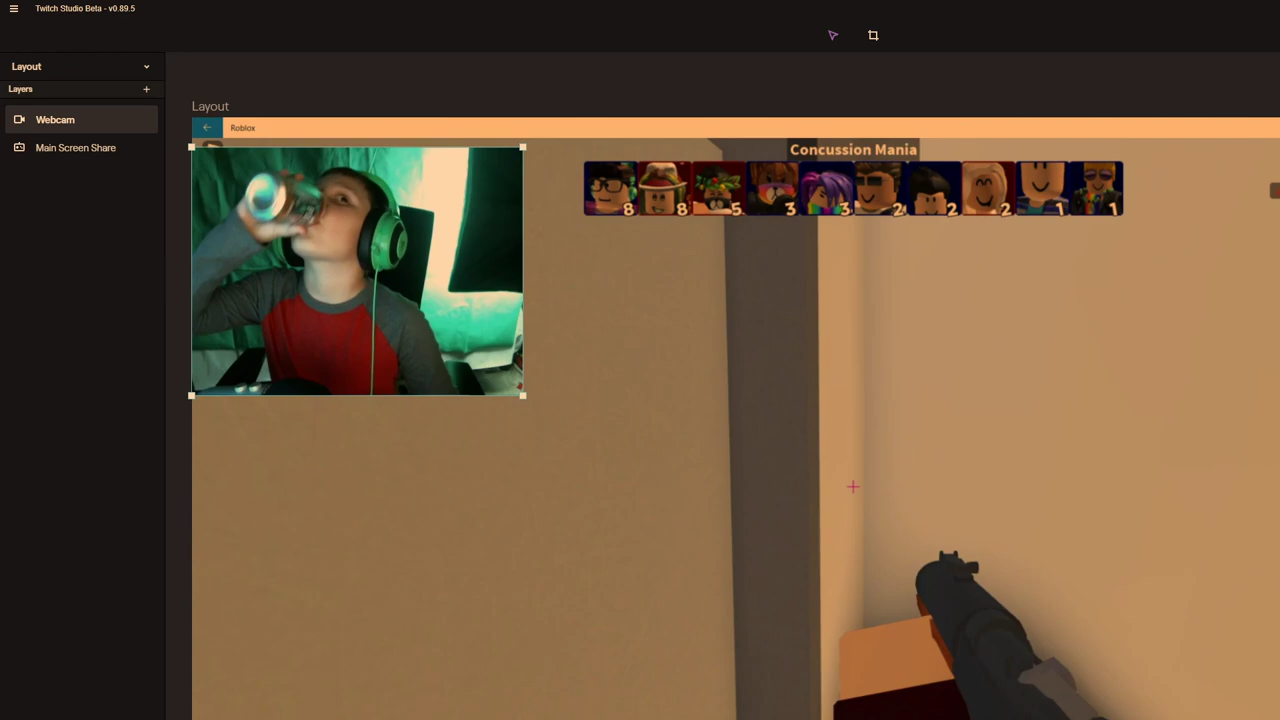 Twitch Studio Beta - v0.89.5
Layout
Layers
Webcam
Main Screen Share
Layout
Roblox
Concussion Mania
8 8 5 3 3 2 2 2 1 1